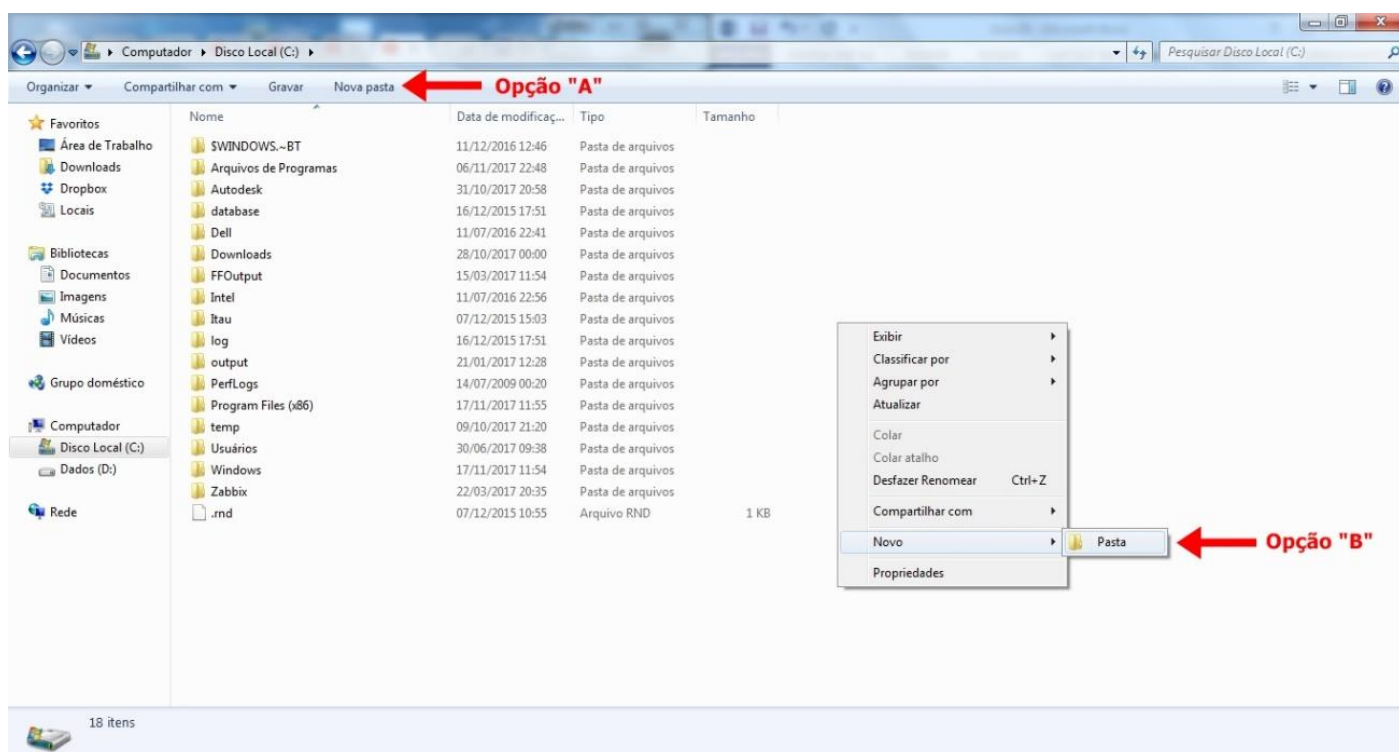 Computador ▸ Disco Local (C:) ▸
Pesquisar Disco Local (C:)
Organizar Compartilhar com Gravar Nova pasta Opção "A"
Nome Data de modificaç... Tipo Tamanho
Favoritos
Área de Trabalho
Downloads
Dropbox
Locais
Bibliotecas
Documentos
Imagens
Músicas
Vídeos
Grupo doméstico
Computador
Disco Local (C:)
Dados (D:)
Rede
$WINDOWS.~BT 11/12/2016 12:46 Pasta de arquivos
Arquivos de Programas 06/11/2017 22:48 Pasta de arquivos
Autodesk 31/10/2017 20:58 Pasta de arquivos
database 16/12/2015 17:51 Pasta de arquivos
Dell 11/07/2016 22:41 Pasta de arquivos
Downloads 28/10/2017 00:00 Pasta de arquivos
FFOutput 15/03/2017 11:54 Pasta de arquivos
Intel 11/07/2016 22:56 Pasta de arquivos
Itau 07/12/2015 15:03 Pasta de arquivos
log 16/12/2015 17:51 Pasta de arquivos
output 21/01/2017 12:28 Pasta de arquivos
PerfLogs 14/07/2009 00:20 Pasta de arquivos
Program Files (x86) 17/11/2017 11:55 Pasta de arquivos
temp 09/10/2017 21:20 Pasta de arquivos
Usuários 30/06/2017 09:38 Pasta de arquivos
Windows 17/11/2017 11:54 Pasta de arquivos
Zabbix 22/03/2017 20:35 Pasta de arquivos
.rnd 07/12/2015 10:55 Arquivo RND 1 KB
Exibir
Classificar por
Agrupar por
Atualizar
Colar
Colar atalho
Desfazer Renomear Ctrl+Z
Compartilhar com
Novo
Pasta
Opção "B"
Propriedades
18 itens